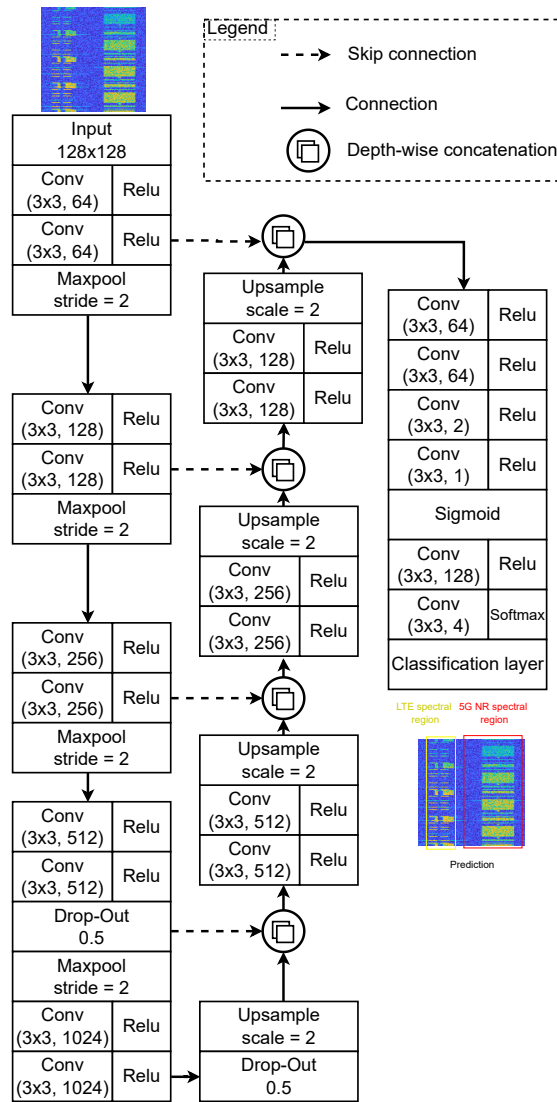 Legend
Skip connection
Connection
Depth-wise concatenation
Input
128x128
Conv
(3x3, 64)
Relu
Conv
(3x3, 64)
Relu
Maxpool
stride = 2
Conv
(3x3, 128)
Relu
Conv
(3x3, 128)
Relu
Maxpool
stride = 2
Conv
(3x3, 256)
Relu
Conv
(3x3, 256)
Relu
Maxpool
stride = 2
Conv
(3x3, 512)
Relu
Conv
(3x3, 512)
Relu
Drop-Out
0.5
Maxpool
stride = 2
Conv
(3x3, 1024)
Relu
Conv
(3x3, 1024)
Relu
Upsample
scale = 2
Conv
(3x3, 128)
Relu
Conv
(3x3, 128)
Relu
Upsample
scale = 2
Conv
(3x3, 256)
Relu
Conv
(3x3, 256)
Relu
Upsample
scale = 2
Conv
(3x3, 512)
Relu
Conv
(3x3, 512)
Relu
Upsample
scale = 2
Drop-Out
0.5
Conv
(3x3, 64)
Relu
Conv
(3x3, 64)
Relu
Conv
(3x3, 2)
Relu
Conv
(3x3, 1)
Relu
Sigmoid
Conv
(3x3, 128)
Relu
Conv
(3x3, 4)
Softmax
Classification layer
LTE spectral
region
5G NR spectral
region
Prediction